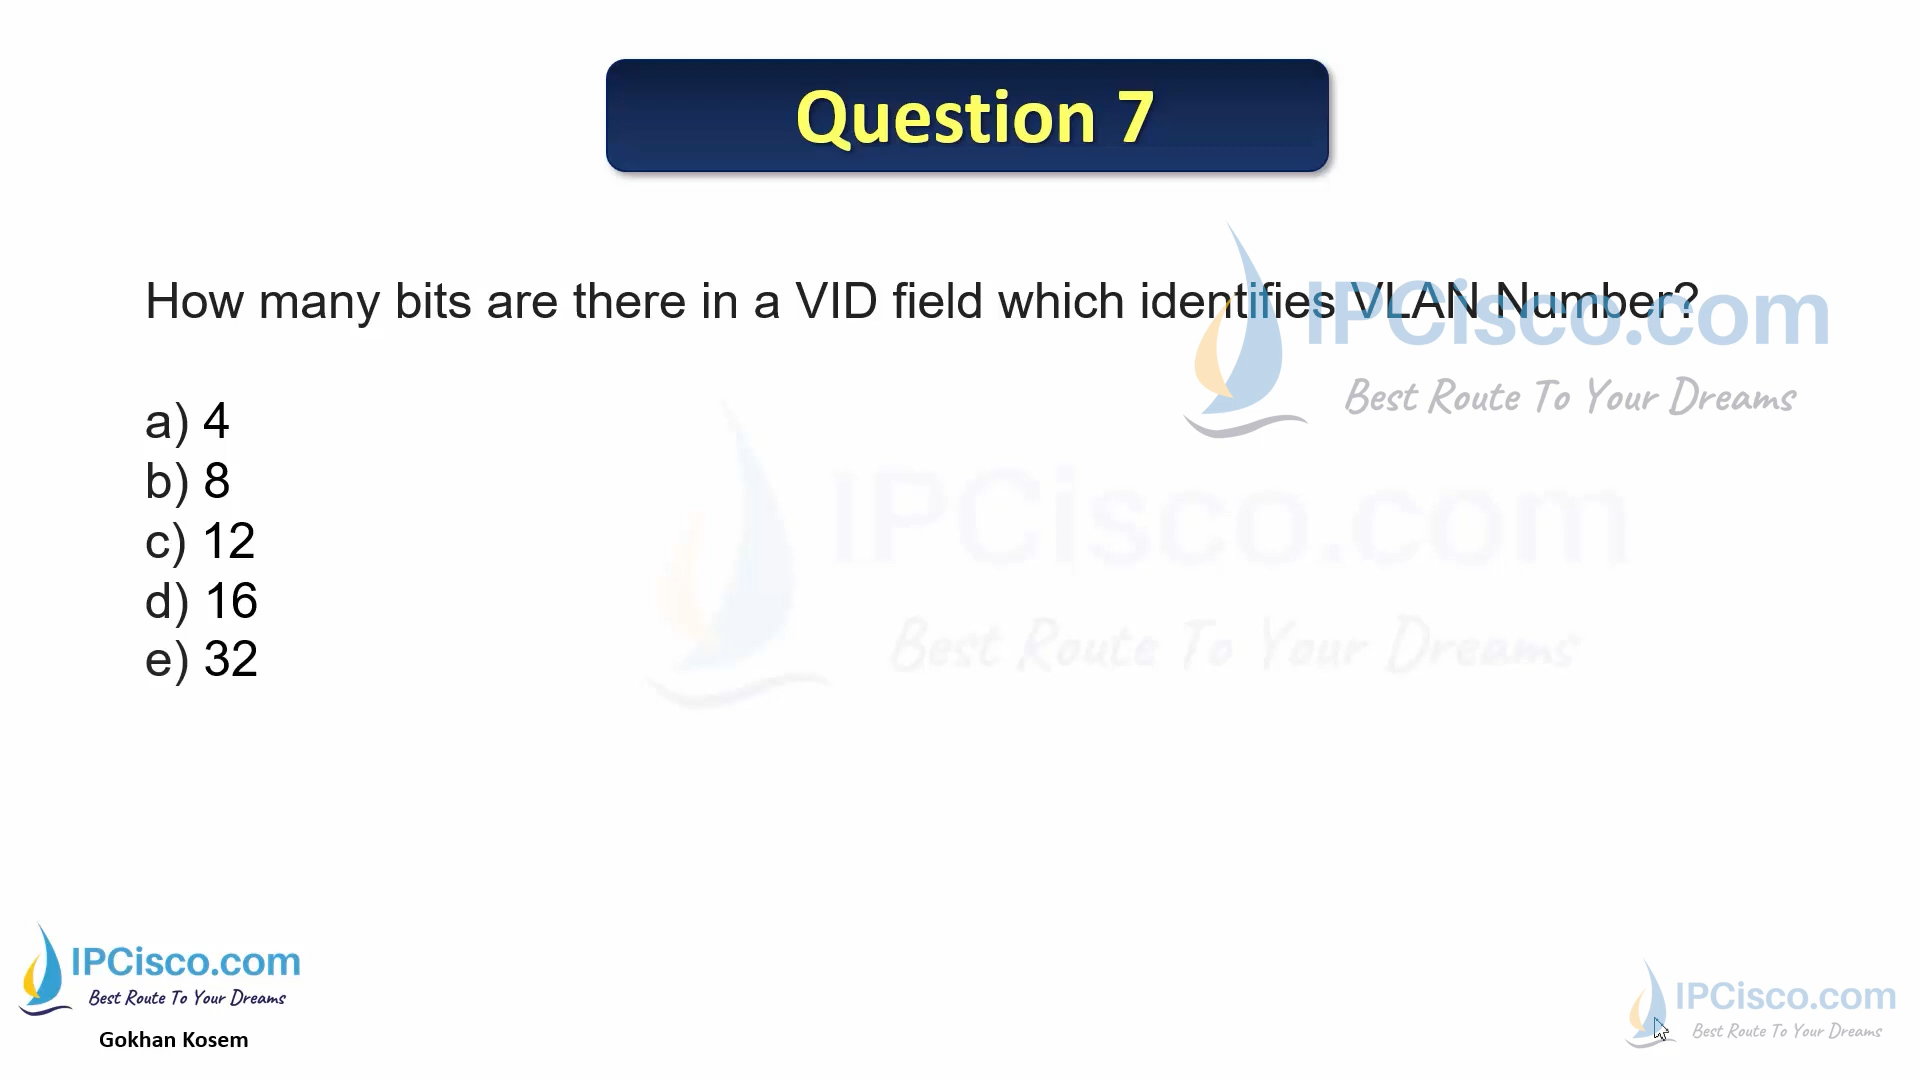 Question 7
How many bits are there in a VID field which identifies VLAN Number?
IPCisco.com
Best Route To Your Dreams
a) 4
b) 8
c) 12
d) 16
e) 32
IPCisco.com
Best Route To Your Dreams
IPCisco.com
Best Route To Your Dreams
Gokhan Kosem
IPCisco.com
Best Route To Your Dreams